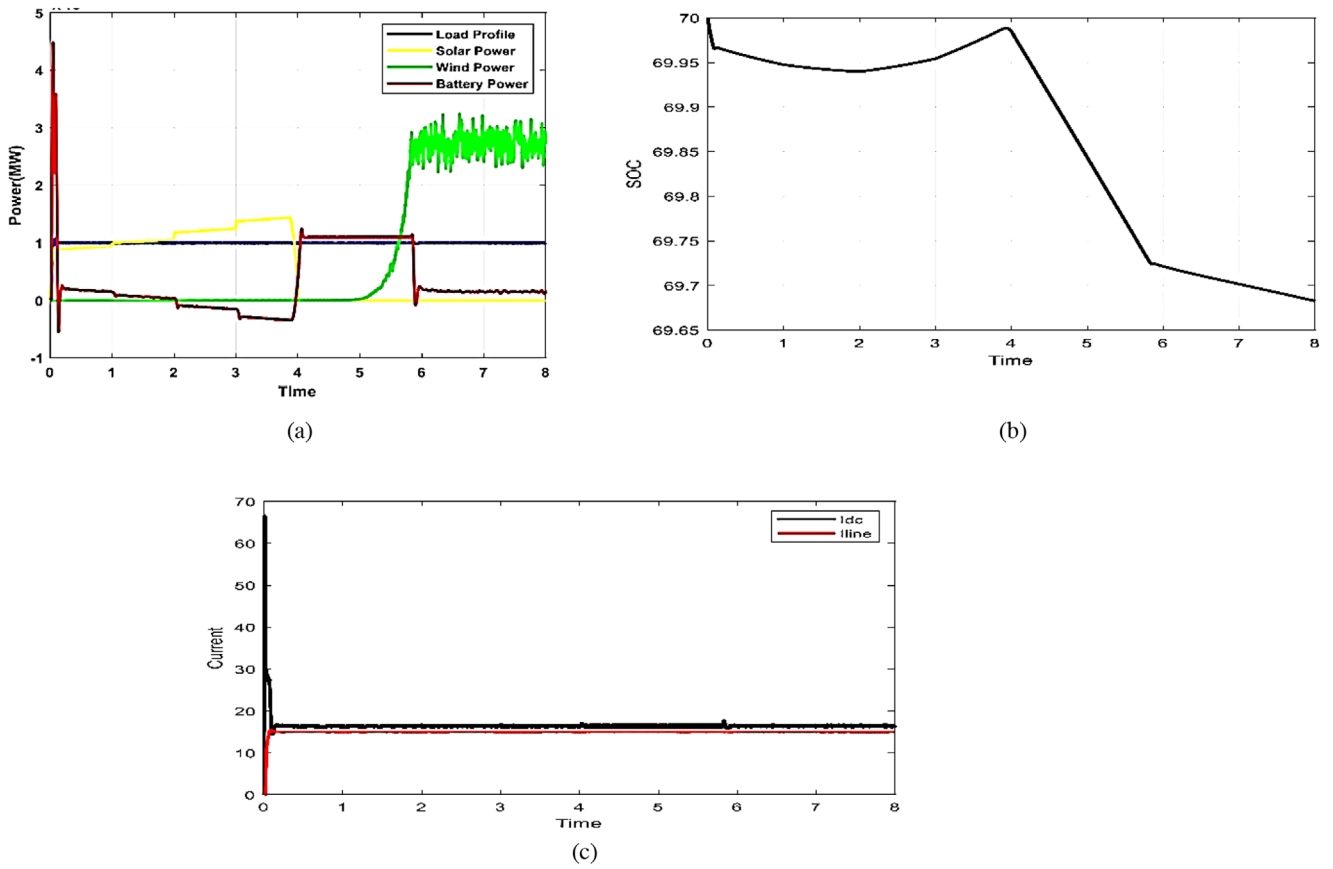 5
4
3
2
1
0
-1
Power(MW)
Load Profile
Solar Power
Wind Power
Battery Power
0 1 2 3 4 5 6 7 8
Time
(a)
70
69.95
69.9
69.85
69.8
69.75
69.7
69.65
SOC
0 1 2 3 4 5 6 7 8
Time
(b)
70
60
50
40
30
20
10
0
Current
Idc
Iline
0 1 2 3 4 5 6 7 8
Time
(c)